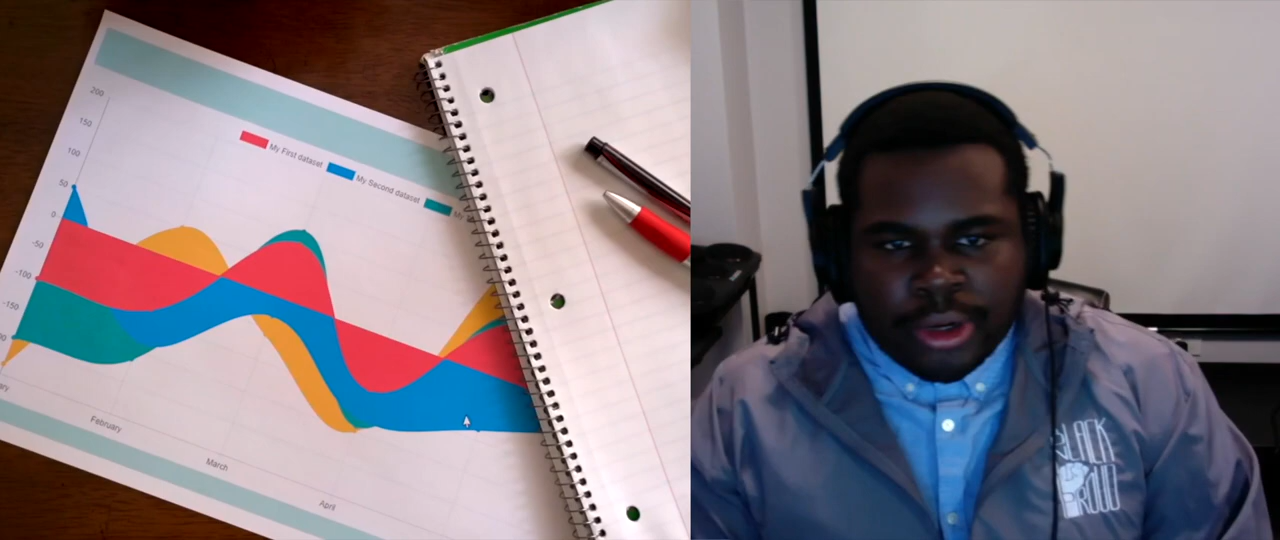 200
150
100
50
0
-50
-100
-150
My First dataset
My Second dataset
My
February
March
April
BLACK
PROUD